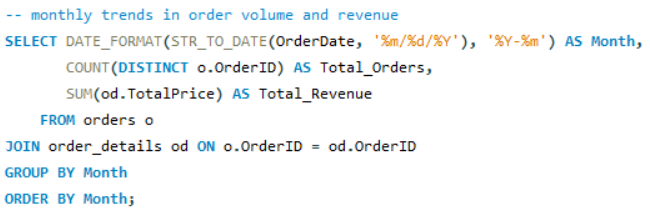 -- monthly trends in order volume and revenue
SELECT DATE_FORMAT(STR_TO_DATE(OrderDate, '%m/%d/%Y'), '%Y-%m') AS Month,
COUNT(DISTINCT o.OrderID) AS Total_Orders,
SUM(od.TotalPrice) AS Total_Revenue
FROM orders o
JOIN order_details od ON o.OrderID = od.OrderID
GROUP BY Month
ORDER BY Month;